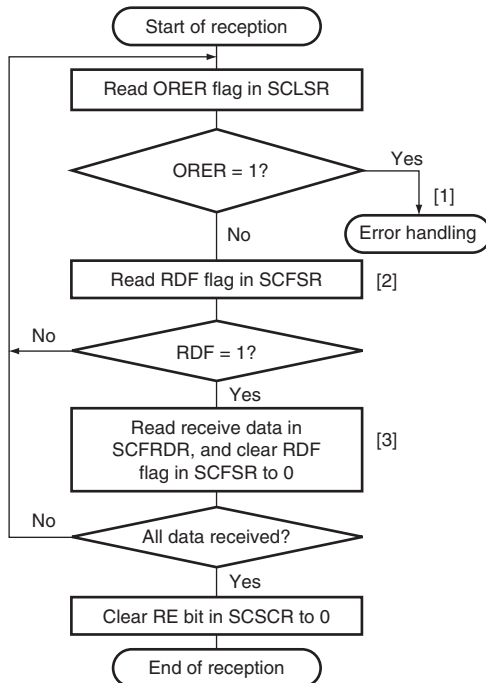 Start of reception
Read ORER flag in SCLSR
ORER = 1?
Yes
[1]
Error handling
No
Read RDF flag in SCFSR
[2]
No
RDF = 1?
Yes
Read receive data in
SCFRDR, and clear RDF
flag in SCFSR to 0
[3]
No
All data received?
Yes
Clear RE bit in SCSCR to 0
End of reception